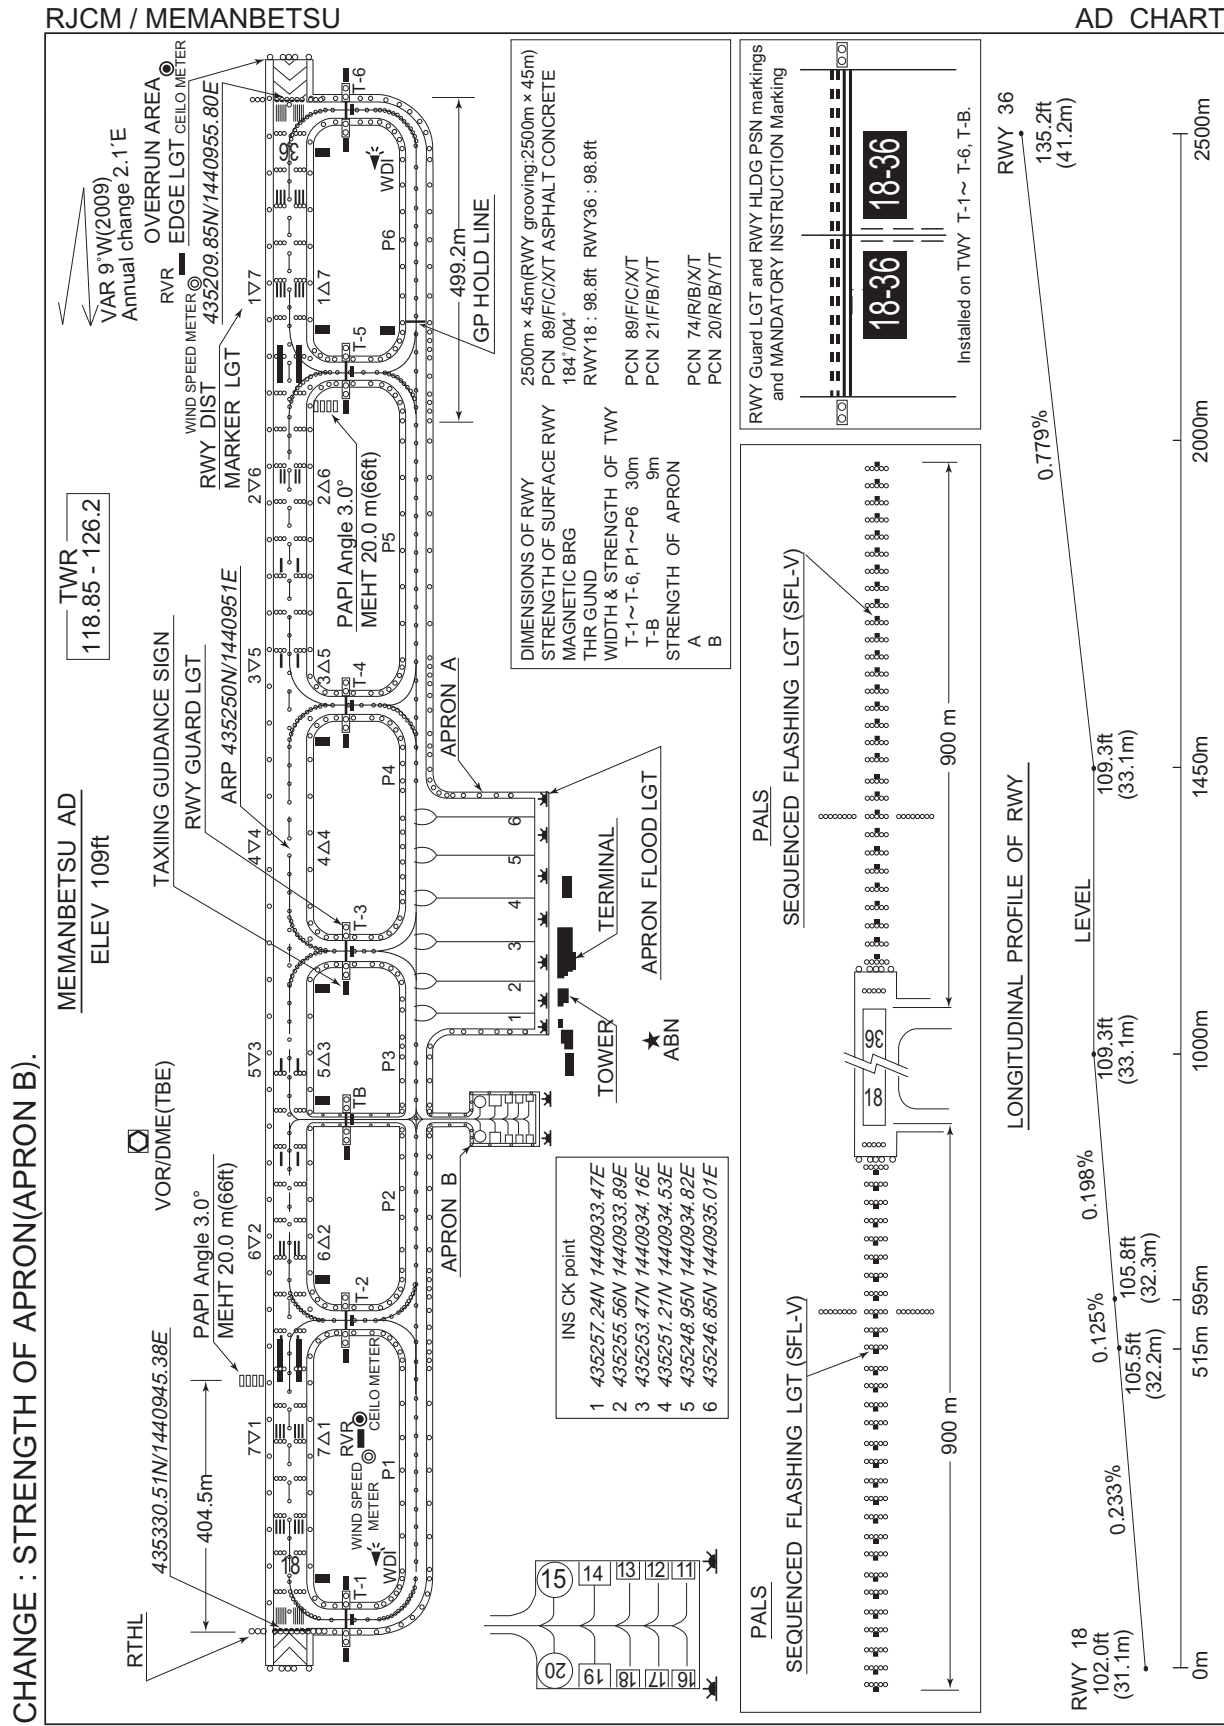 RJCM / MEMANBETSU
AD CHART
CHANGE : STRENGTH OF APRON(APRON B).
MEMANBETSU AD
ELEV 109ft
TWR
118.85 - 126.2
VAR 9°W(2009)
Annual change 2.1'E
OVERRUN AREA
EDGE LGT
CEILO METER
RVR
WIND SPEED METER
435209.85N/1440955.80E
RWY DIST
MARKER LGT
TAXIING GUIDANCE SIGN
RWY GUARD LGT
ARP 435250N/1440951E
VOR/DME(TBE)
PAPI Angle 3.0°
MEHT 20.0 m(66ft)
435330.51N/1440945.38E
404.5m
RTHL
7▽1
6▽2
5▽3
4▽4
3▽5
2▽6
1▽7
18
36
7△1
6△2
5△3
4△4
3△5
2△6
1△7
RVR
CEILO METER
WIND SPEED
METER
WDI
T-1
T-2
TB
T-3
T-4
T-5
T-6
P1
P2
P3
P4
P5
P6
PAPI Angle 3.0°
MEHT 20.0 m(66ft)
WDI
499.2m
GP HOLD LINE
APRON A
APRON B
1
2
3
4
5
6
TERMINAL
APRON FLOOD LGT
TOWER
ABN
INS CK point
1 435257.24N 1440933.47E
2 435255.56N 1440933.89E
3 435253.47N 1440934.16E
4 435251.21N 1440934.53E
5 435248.95N 1440934.82E
6 435246.85N 1440935.01E
15
14
13
12
11
20
19
18
17
16
DIMENSIONS OF RWY 2500m × 45m(RWY grooving:2500m × 45m)
STRENGTH OF SURFACE RWY PCN 89/F/C/X/T ASPHALT CONCRETE
MAGNETIC BRG 184°/004°
THR GUND RWY18 : 98.8ft RWY36 : 98.8ft
WIDTH & STRENGTH OF TWY
T-1~T-6, P1~P6 30m PCN 89/F/C/X/T
T-B 9m PCN 21/F/B/Y/T
STRENGTH OF APRON
A PCN 74/R/B/X/T
B PCN 20/R/B/Y/T
RWY Guard LGT and RWY HLDG PSN markings
and MANDATORY INSTRUCTION Marking
18-36
18-36
Installed on TWY T-1~ T-6, T-B.
PALS
SEQUENCED FLASHING LGT (SFL-V)
900 m
18
36
PALS
SEQUENCED FLASHING LGT (SFL-V)
900 m
LONGITUDINAL PROFILE OF RWY
RWY 18
102.0ft
(31.1m)
0.233%
105.5ft
(32.2m)
0.125%
105.8ft
(32.3m)
0.198%
109.3ft
(33.1m)
LEVEL
109.3ft
(33.1m)
0.779%
RWY 36
135.2ft
(41.2m)
0m
515m
595m
1000m
1450m
2000m
2500m